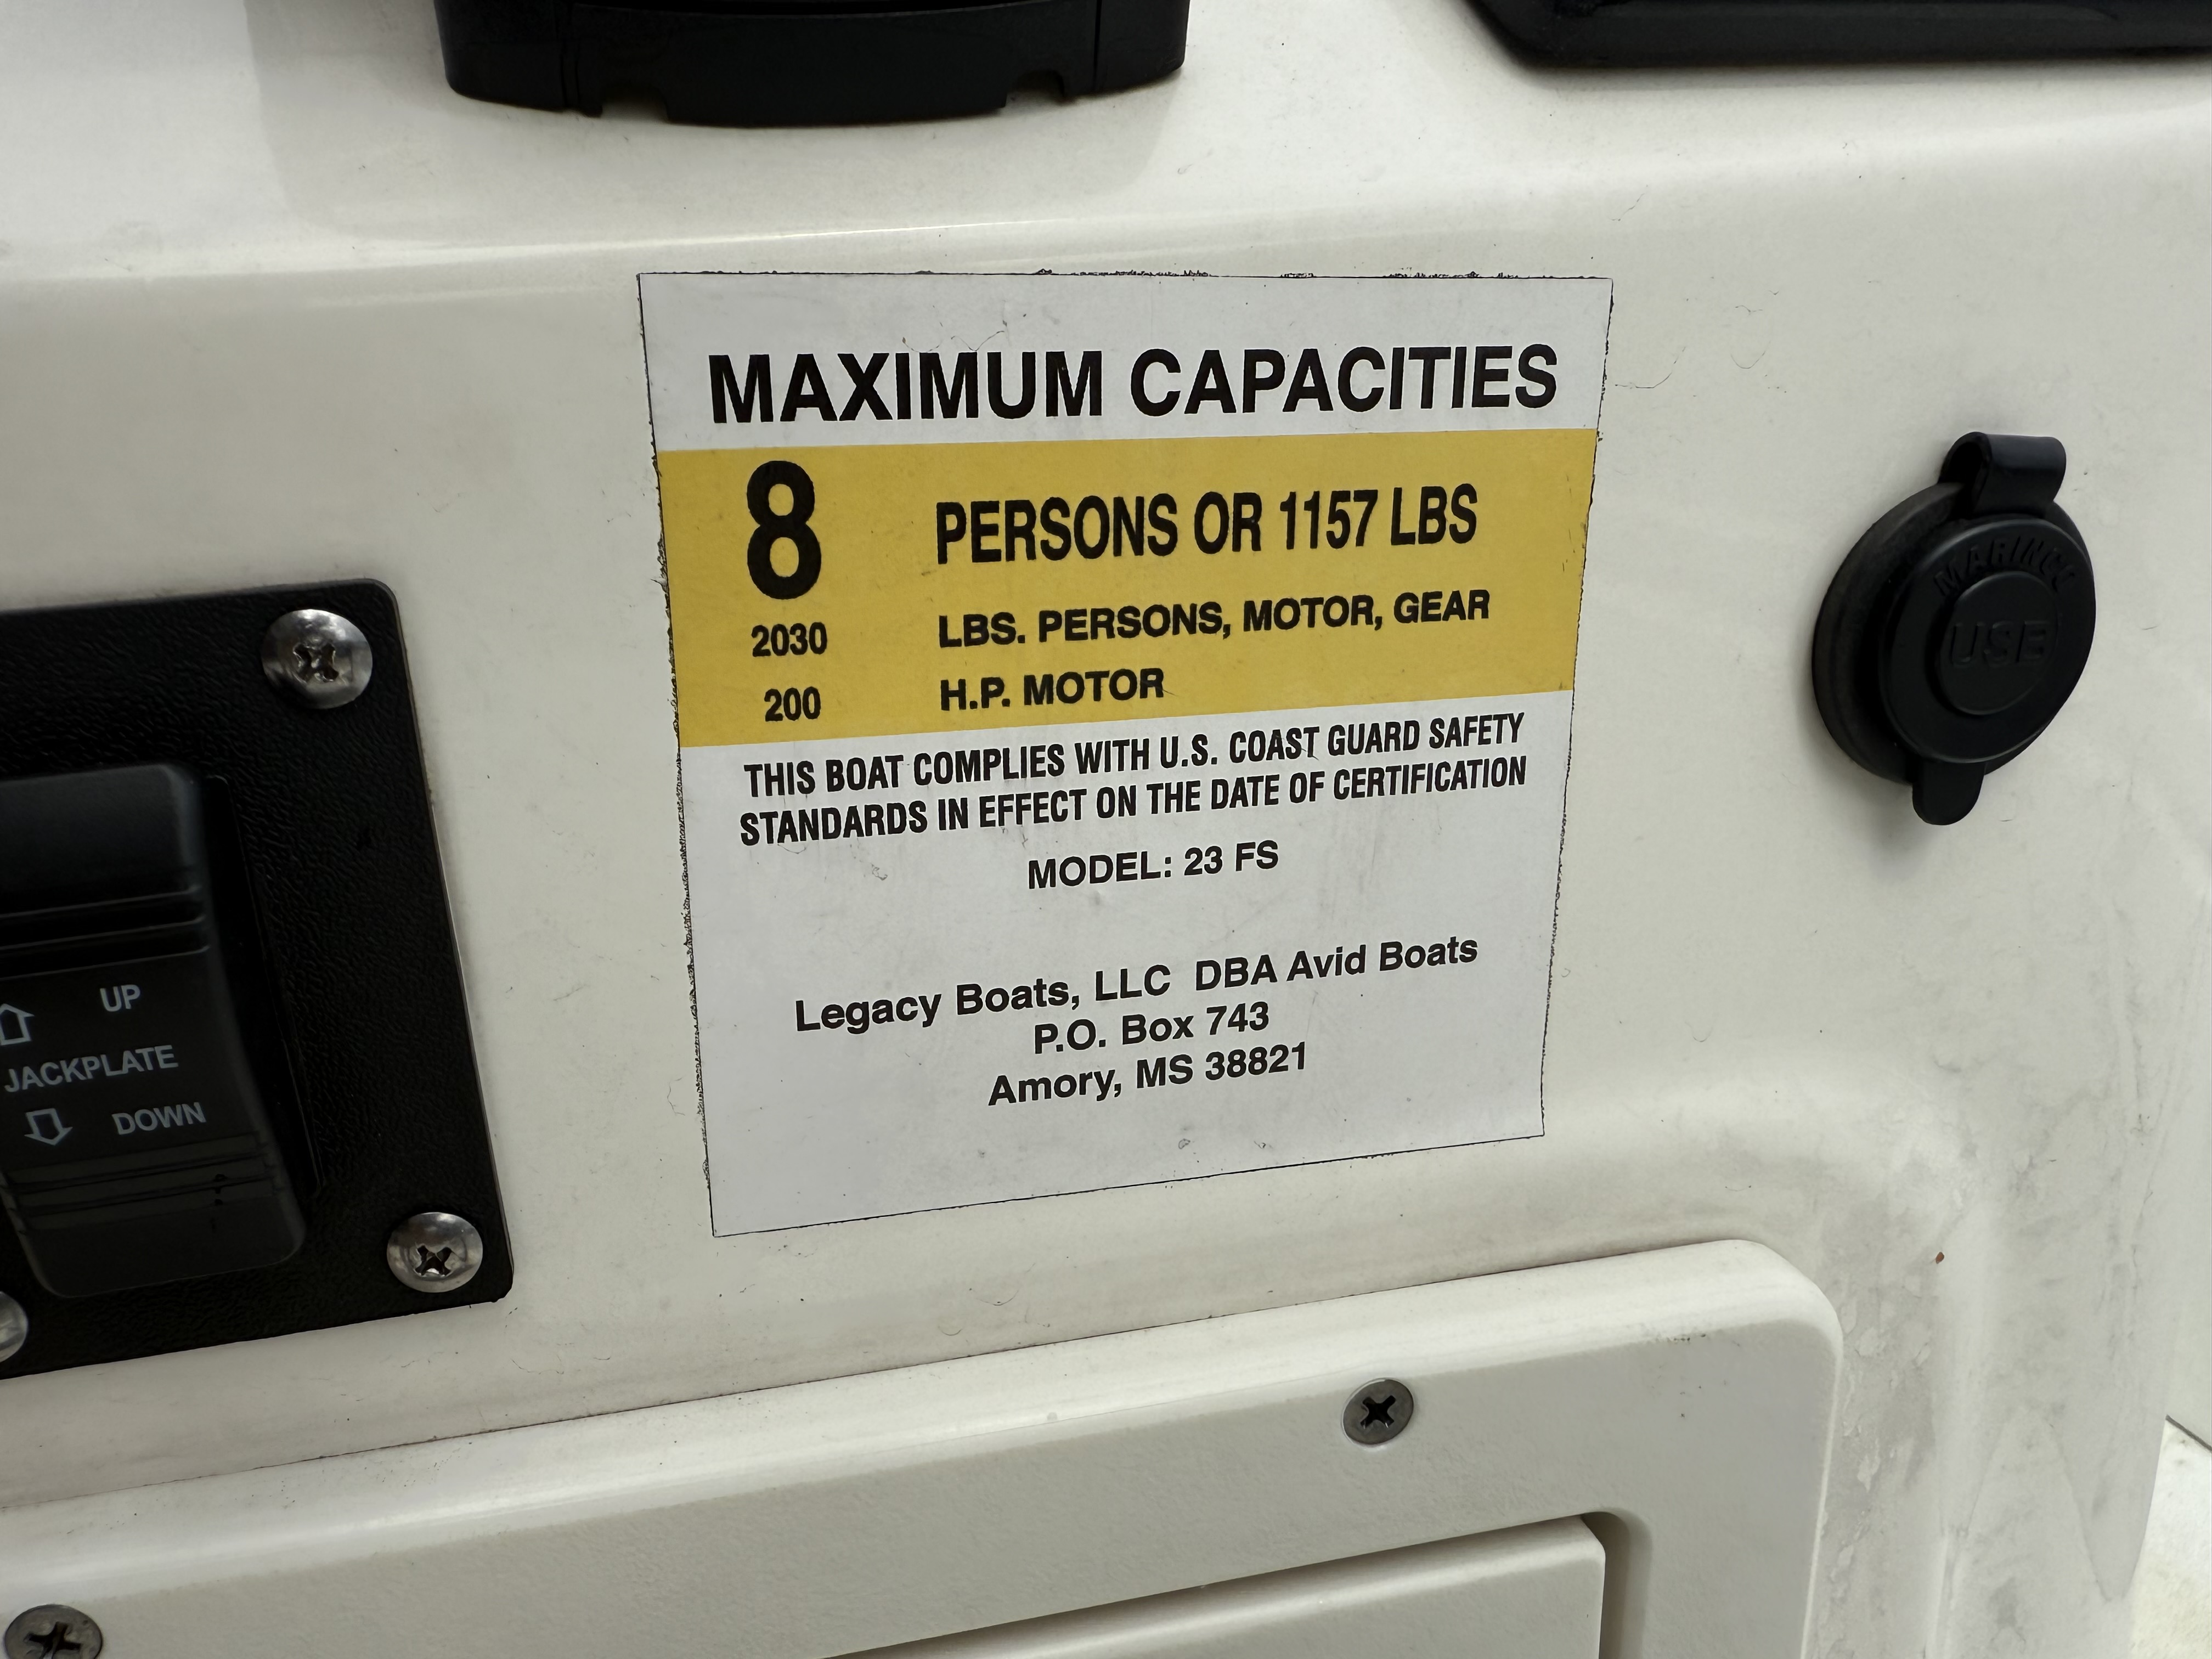 MAXIMUM CAPACITIES
8 PERSONS OR 1157 LBS
2030 LBS. PERSONS, MOTOR, GEAR
200 H.P. MOTOR
THIS BOAT COMPLIES WITH U.S. COAST GUARD SAFETY
STANDARDS IN EFFECT ON THE DATE OF CERTIFICATION
MODEL: 23 FS
Legacy Boats, LLC DBA Avid Boats
P.O. Box 743
Amory, MS 38821
UP
JACKPLATE
DOWN
MARINCO
USB